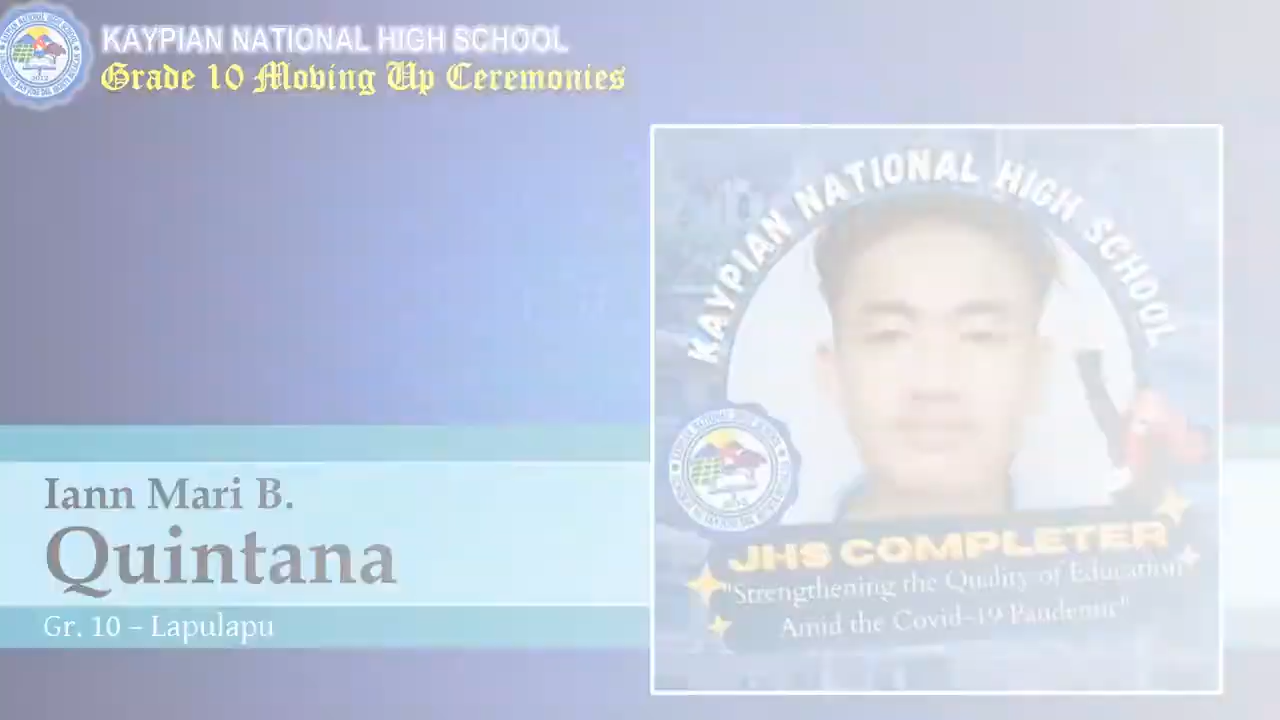 KAYPIAN NATIONAL HIGH SCHOOL
Grade 10 Moving Up Ceremonies
KAYPIAN NATIONAL HIGH SCHOOL
Iann Mari B.
Quintana
Gr. 10 – Lapulapu
JHS COMPLETER
"Strengthening the Quality of Education
Amid the Covid-19 Pandemic"